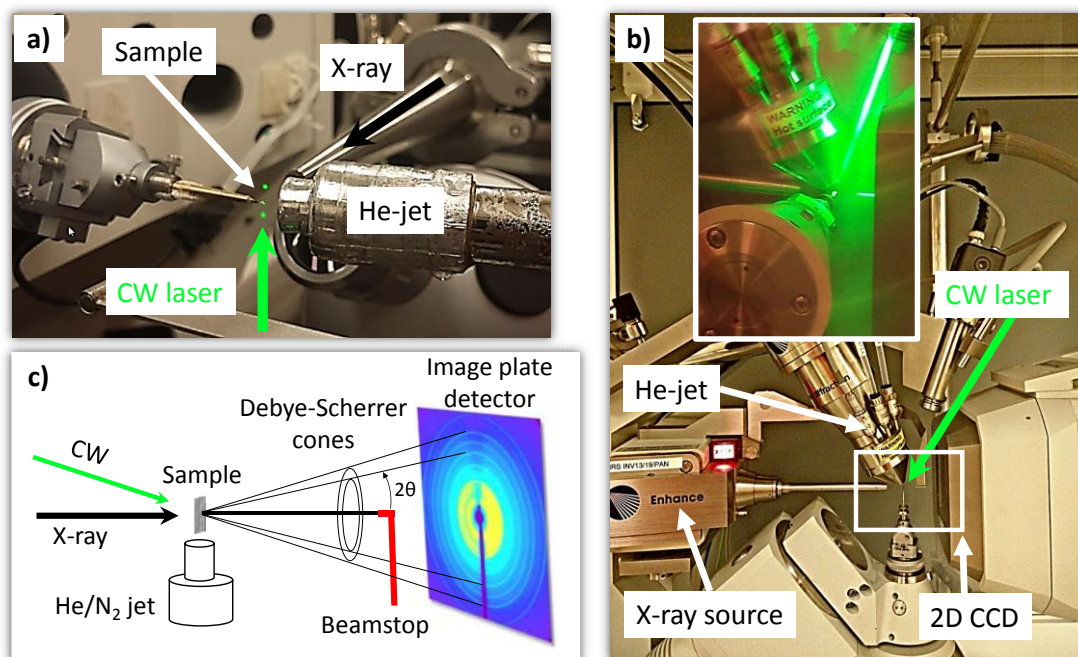 a)
Sample
X-ray
He-jet
CW laser
b)
WARNING
Hot surface
CW laser
He-jet
Enhance
X-ray source
2D CCD
c)
Image plate
detector
Debye-Scherrer
cones
CW
Sample
2θ
X-ray
He/N₂ jet
Beamstop